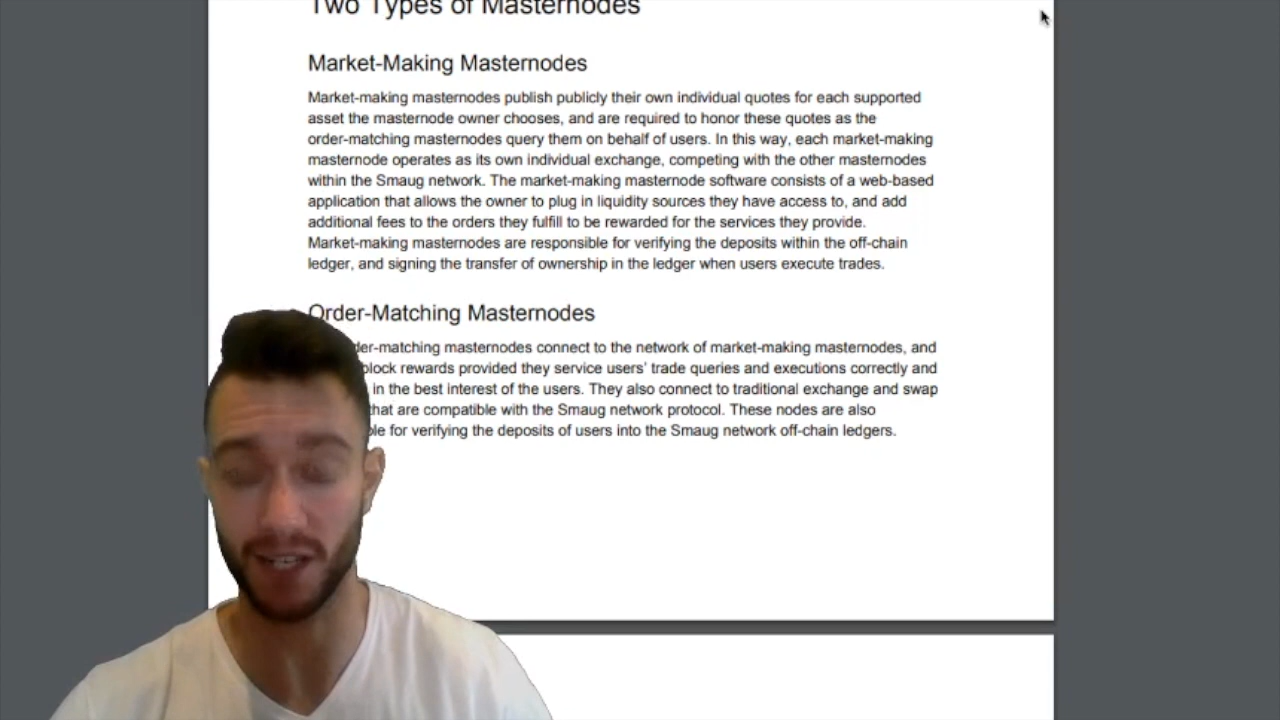 Two Types of Masternodes
Market-Making Masternodes
Market-making masternodes publish publicly their own individual quotes for each supported
asset the masternode owner chooses, and are required to honor these quotes as the
order-matching masternodes query them on behalf of users. In this way, each market-making
masternode operates as its own individual exchange, competing with the other masternodes
within the Smaug network. The market-making masternode software consists of a web-based
application that allows the owner to plug in liquidity sources they have access to, and add
additional fees to the orders they fulfill to be rewarded for the services they provide.
Market-making masternodes are responsible for verifying the deposits within the off-chain
ledger, and signing the transfer of ownership in the ledger when users execute trades.
Order-Matching Masternodes
masternodes connect to the network of market-making masternodes, and
block rewards provided they service users' trade queries and executions correctly and
in the best interest of the users. They also connect to traditional exchange and swap
that are compatible with the Smaug network protocol. These nodes are also
for verifying the deposits of users into the Smaug network off-chain ledgers.